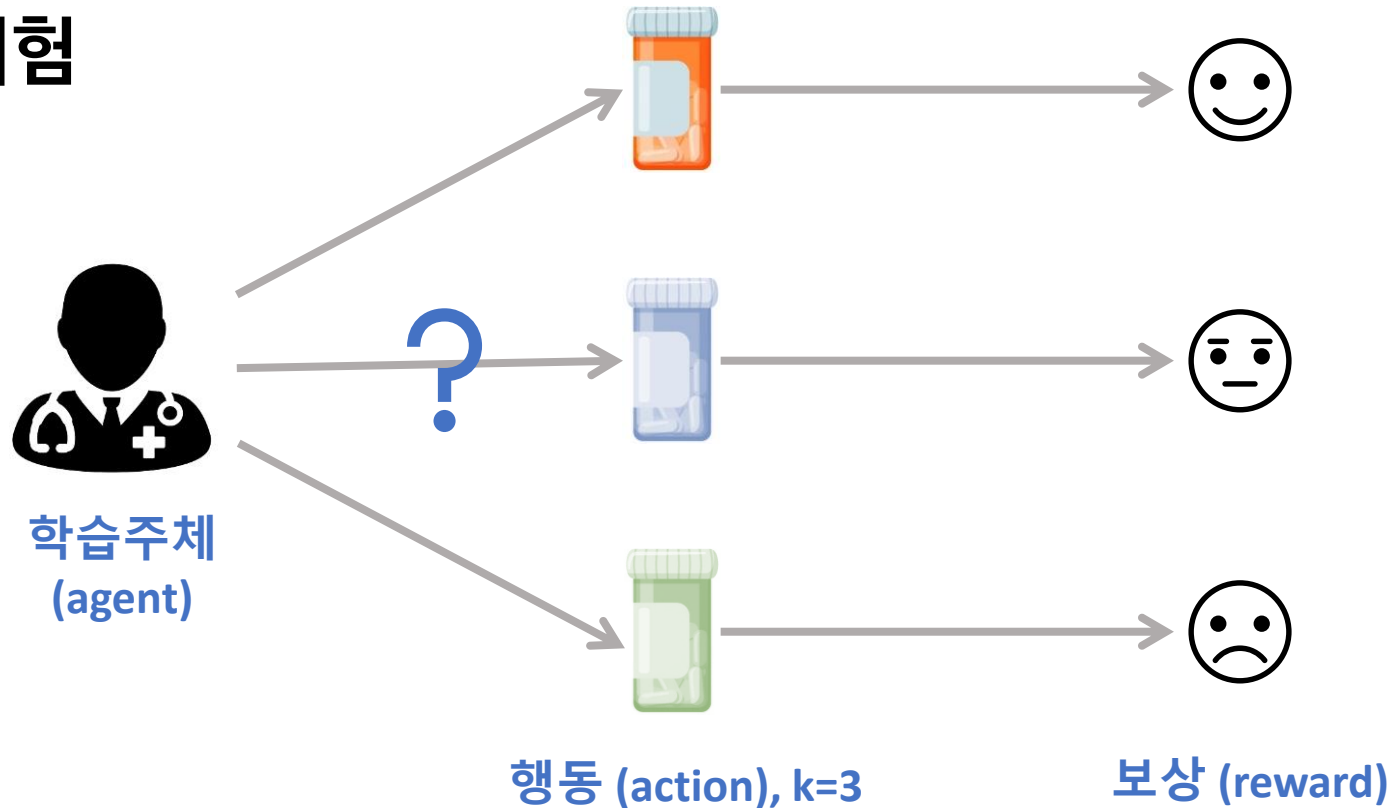 험
?
학습주체
(agent)
행동 (action), k=3
보상 (reward)